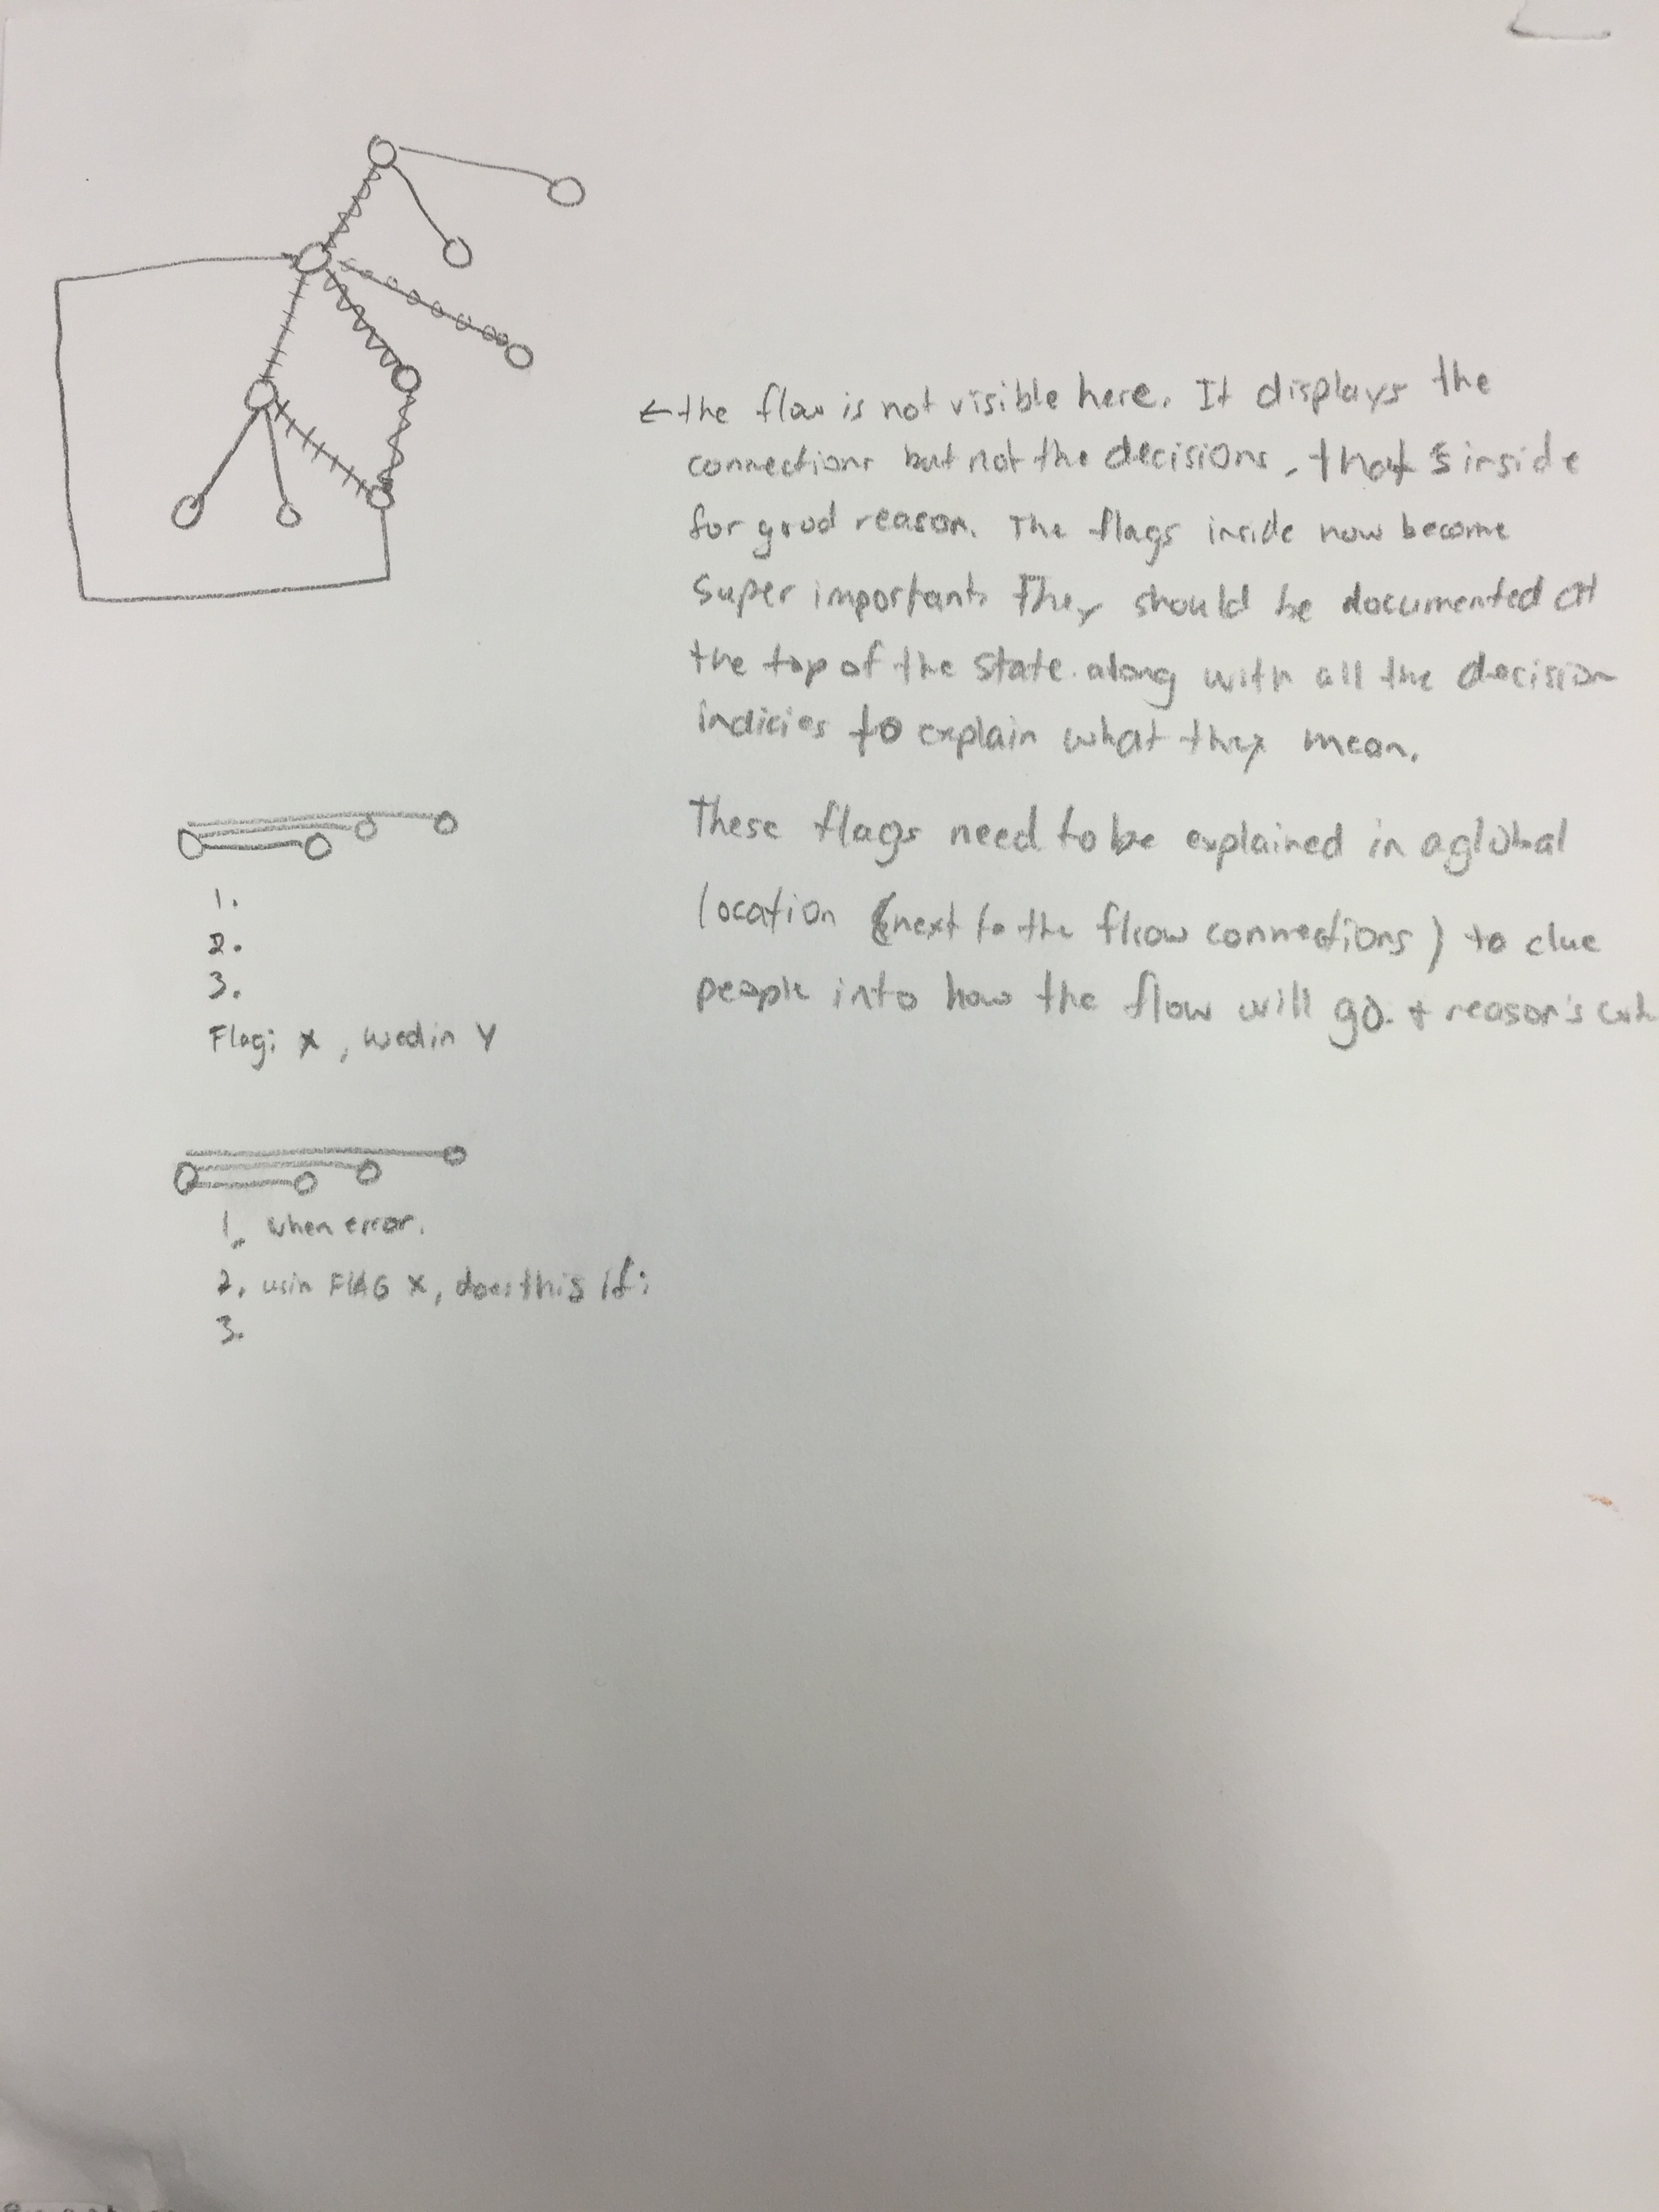 ← the flow is not visible here. It displays the
connections but not the decisions, that s inside
for good reason. The flags inside now become
super important. They should be documented at
the top of the state. along with all the decision
indicies to explain what they mean.
These flags need to be explained in a global
location (next to the fllow connections) to clue
people into how the flow will go. + reason's
1.
2.
3.
Flag: X, used in Y
1. when error.
2. usin FLAG X, does this if:
3.